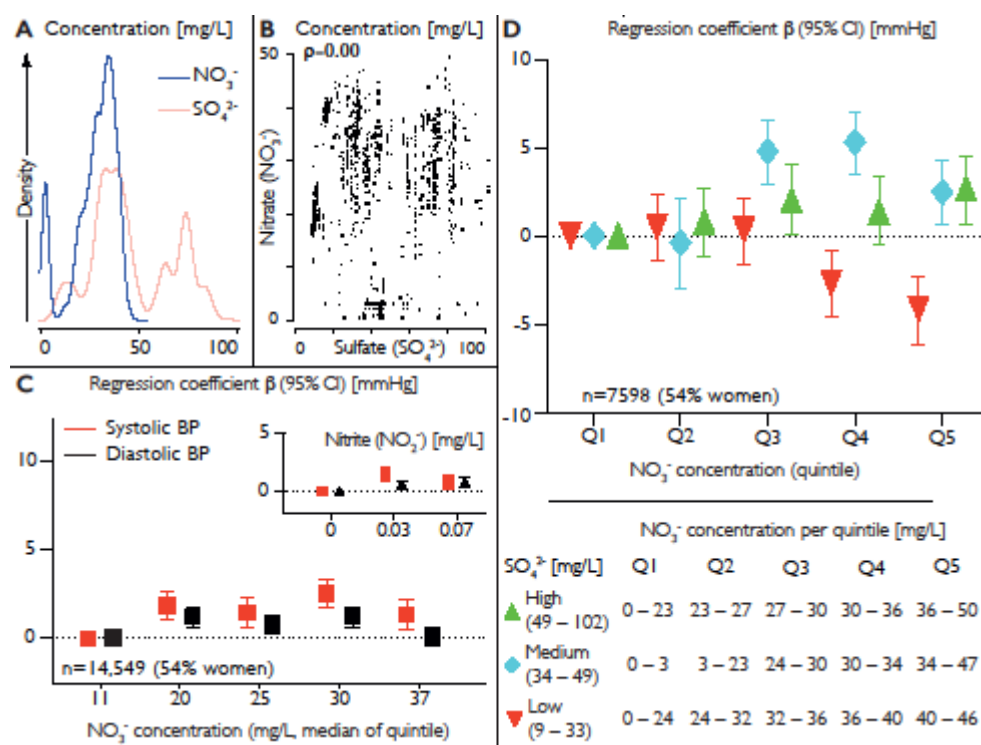 A Concentration [mg/L]
NO₃⁻
SO₄²⁻
Density
0 50 100
B Concentration [mg/L]
ρ=0.00
50
Nitrate (NO₃⁻)
0
0 Sulfate (SO₄²⁻) 100
C Regression coefficient β (95% CI) [mmHg]
Systolic BP
Diastolic BP
10
5
0
5
Nitrite (NO₂⁻) [mg/L]
0
0 0.03 0.07
n=14,549 (54% women)
11 20 25 30 37
NO₃⁻ concentration (mg/L, median of quintile)
D Regression coefficient β (95% CI) [mmHg]
10
5
0
-5
-10
n=7598 (54% women)
Q1 Q2 Q3 Q4 Q5
NO₃⁻ concentration (quintile)
NO₃⁻ concentration per quintile [mg/L]
SO₄²⁻ [mg/L] Q1 Q2 Q3 Q4 Q5
High
(49 – 102) 0 – 23 23 – 27 27 – 30 30 – 36 36 – 50
Medium
(34 – 49) 0 – 3 3 – 23 24 – 30 30 – 34 34 – 47
Low
(9 – 33) 0 – 24 24 – 32 32 – 36 36 – 40 40 – 46